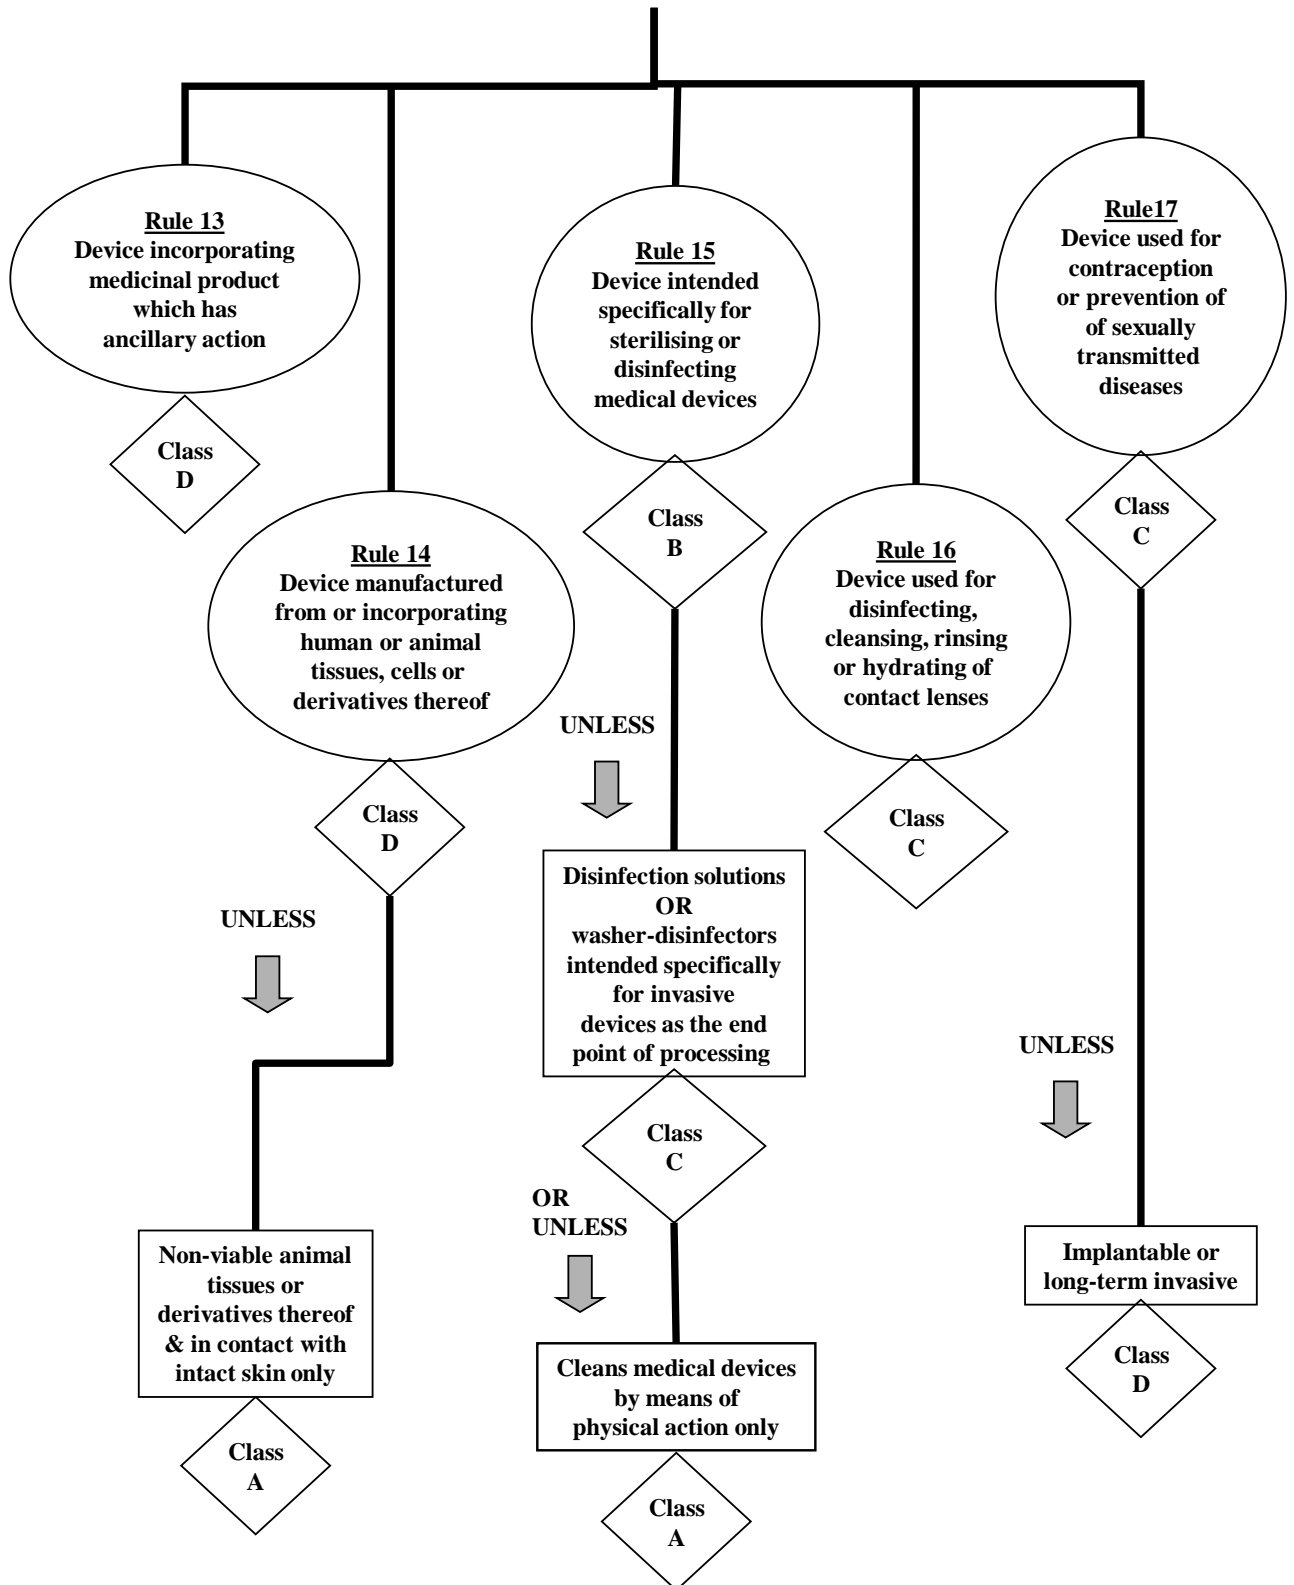 Rule 13
Device incorporating
medicinal product
which has
ancillary action
Class
D
Rule 14
Device manufactured
from or incorporating
human or animal
tissues, cells or
derivatives thereof
Class
D
UNLESS
Non-viable animal
tissues or
derivatives thereof
& in contact with
intact skin only
Class
A
Rule 15
Device intended
specifically for
sterilising or
disinfecting
medical devices
Class
B
UNLESS
Disinfection solutions
OR
washer-disinfectors
intended specifically
for invasive
devices as the end
point of processing
Class
C
OR
UNLESS
Cleans medical devices
by means of
physical action only
Class
A
Rule 16
Device used for
disinfecting,
cleansing, rinsing
or hydrating of
contact lenses
Class
C
Rule17
Device used for
contraception
or prevention of
of sexually
transmitted
diseases
Class
C
UNLESS
Implantable or
long-term invasive
Class
D